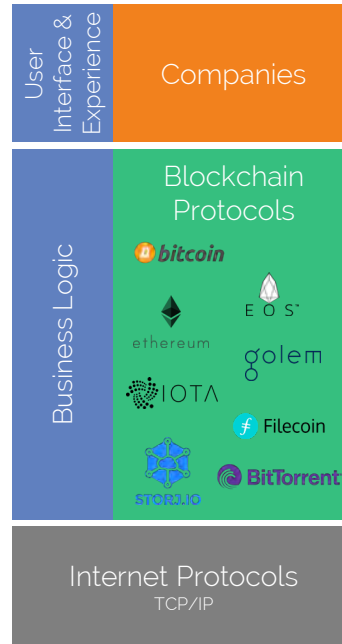 User
Interface &
Experience
Companies
Business Logic
Blockchain
Protocols
bitcoin
EOS™
ethereum
golem
IOTA
Filecoin
STORJ.IO
BitTorrent
Internet Protocols
TCP/IP